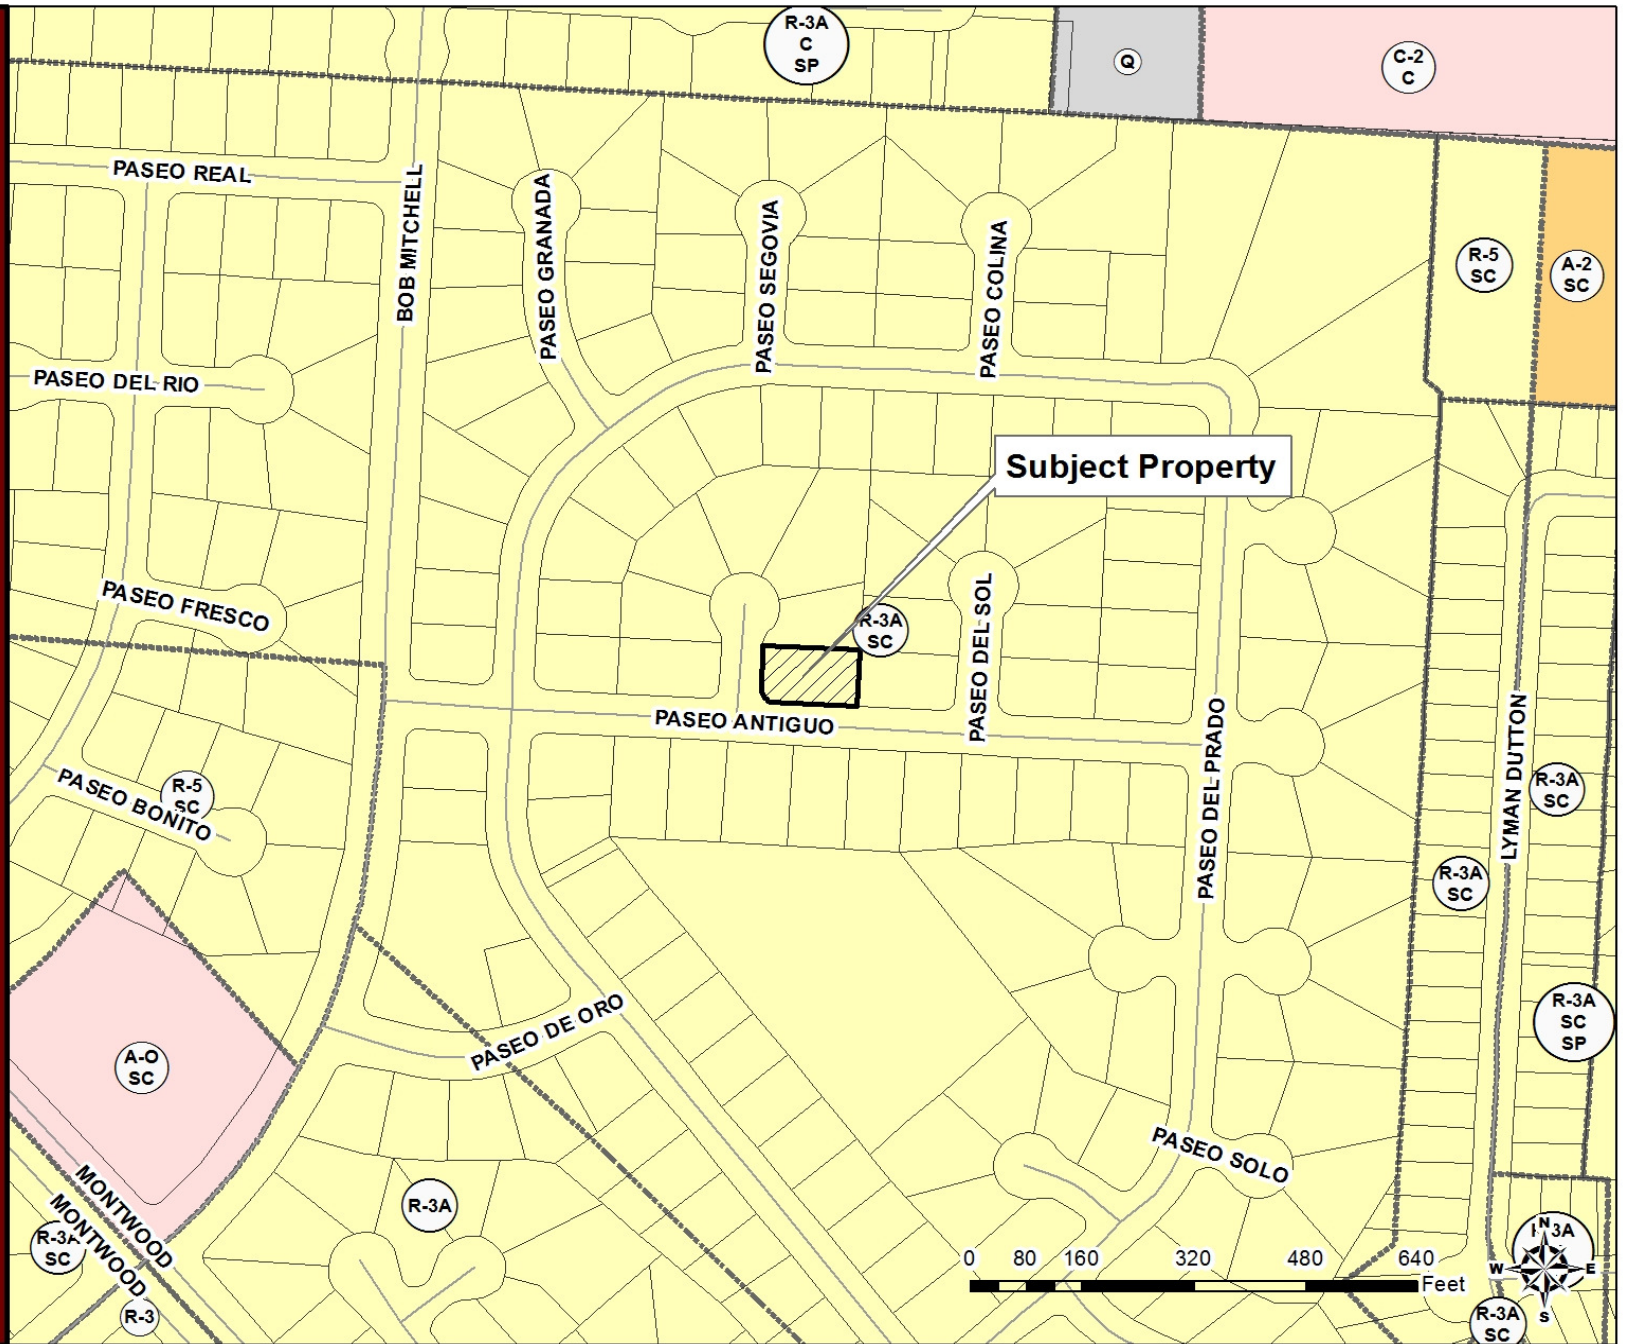 R-3A
C
SP
Q
C-2
C
PASEO REAL
BOB MITCHELL
PASEO GRANADA
PASEO SEGOVIA
PASEO COLINA
R-5
SC
A-2
SC
PASEO DEL RIO
Subject Property
PASEO FRESCO
R-3A
SC
PASEO DEL SOL
PASEO ANTIGUO
PASEO DEL PRADO
LYMAN DUTTON
R-5
SC
PASEO BONITO
R-3A
SC
R-3A
SC
PASEO DE ORO
R-3A
SC
SP
A-O
SC
PASEO SOLO
MONTWOOD
MONTWOOD
R-3A
R-3A
SC
R-3
0 80 160 320 480 640
Feet
N
W E
S
R-3A
SC